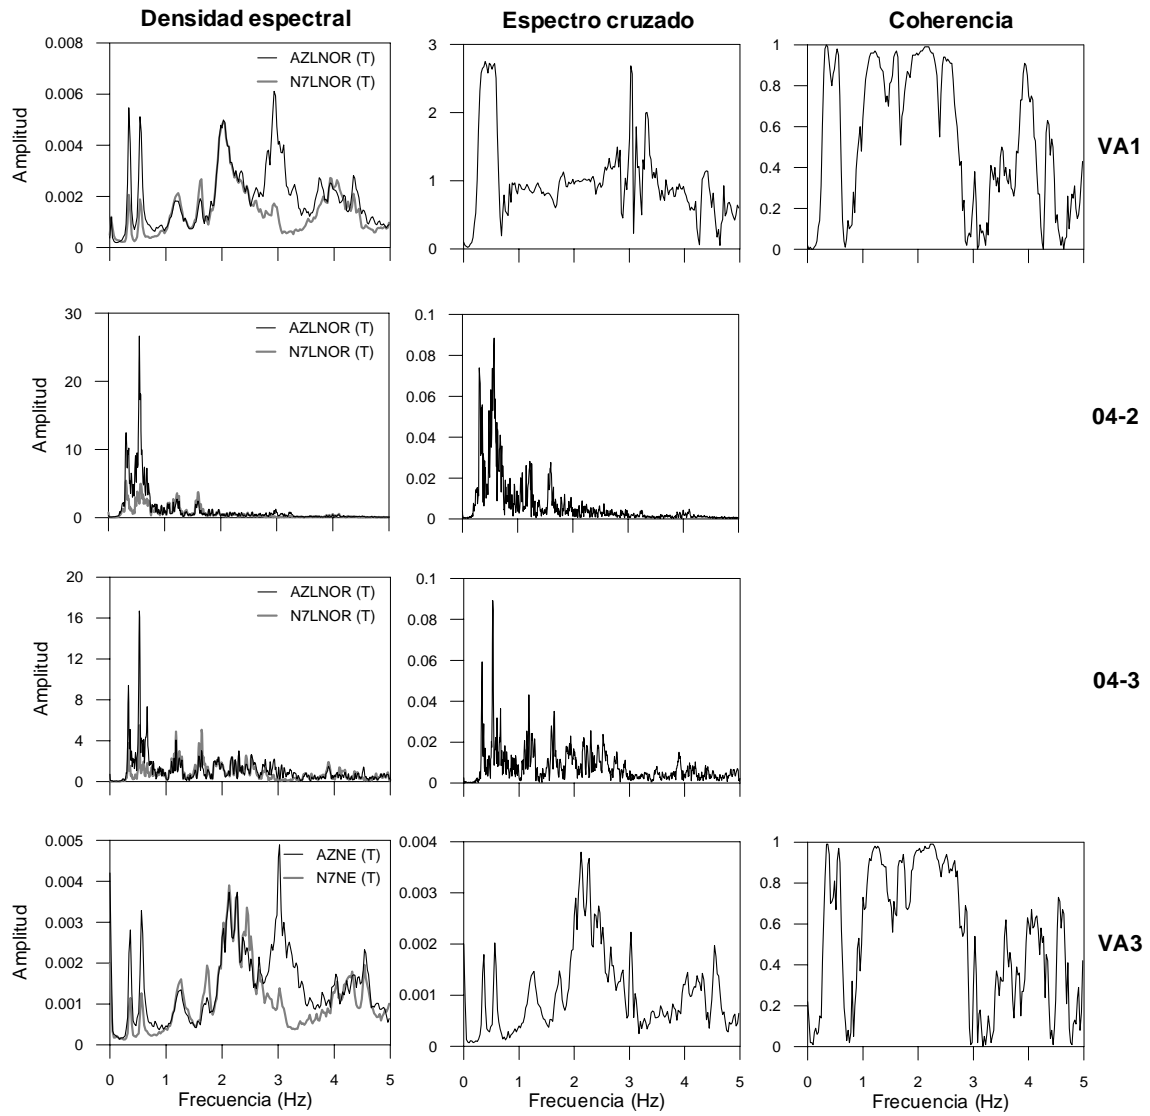 Densidad espectral
Espectro cruzado
Coherencia
0.008
0.006
0.004
0.002
0
Amplitud
AZLNOR (T)
N7LNOR (T)
3
2
1
0
1
0.8
0.6
0.4
0.2
0
0 1 2 3 4 5
VA1
30
20
10
0
Amplitud
AZLNOR (T)
N7LNOR (T)
0.1
0.08
0.06
0.04
0.02
0
04-2
20
16
12
8
4
0
Amplitud
AZLNOR (T)
N7LNOR (T)
0.1
0.08
0.06
0.04
0.02
0
04-3
0.005
0.004
0.003
0.002
0.001
0
Amplitud
AZNE (T)
N7NE (T)
0 1 2 3 4 5
Frecuencia (Hz)
0.004
0.003
0.002
0.001
0
0 1 2 3 4 5
Frecuencia (Hz)
1
0.8
0.6
0.4
0.2
0
0 1 2 3 4 5
Frecuencia (Hz)
VA3